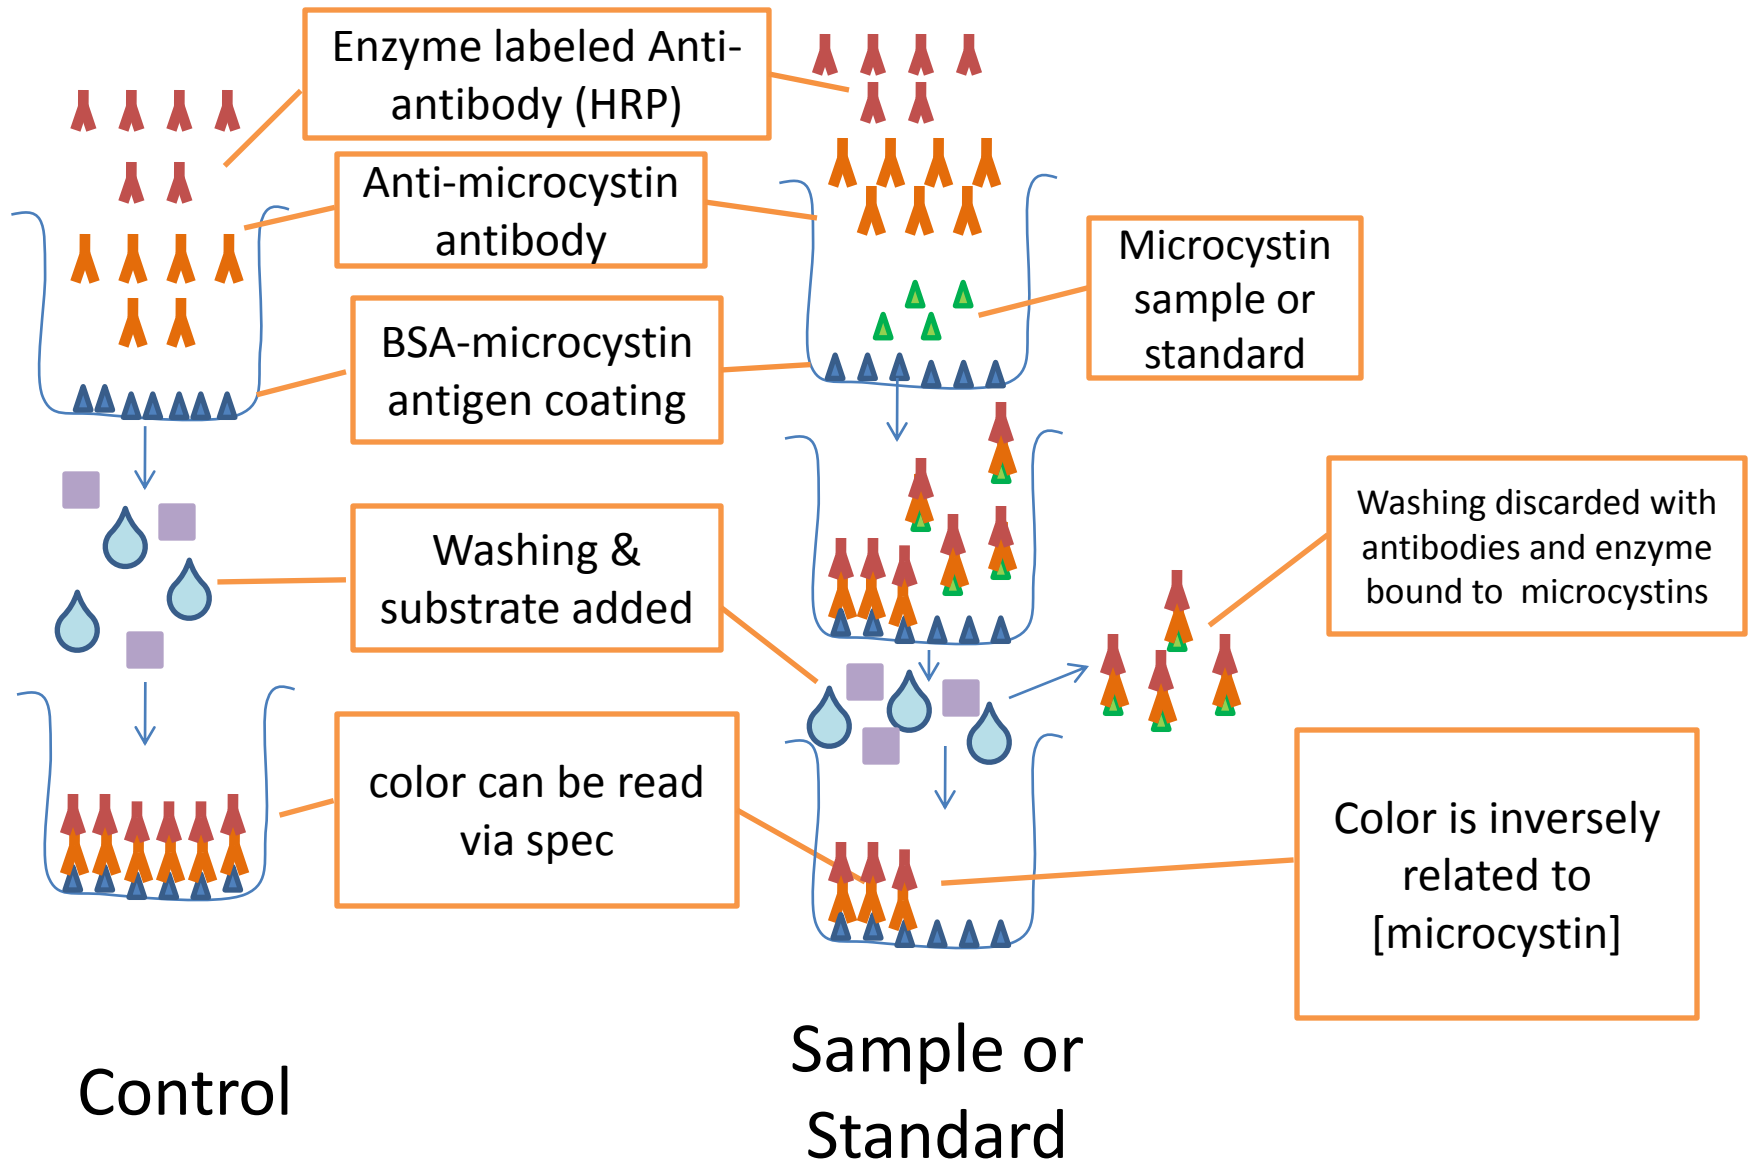 Enzyme labeled Anti-
antibody (HRP)
Anti-microcystin
antibody
Microcystin
sample or
standard
BSA-microcystin
antigen coating
Washing &
substrate added
Washing discarded with
antibodies and enzyme
bound to microcystins
color can be read
via spec
Color is inversely
related to
[microcystin]
Control
Sample or
Standard